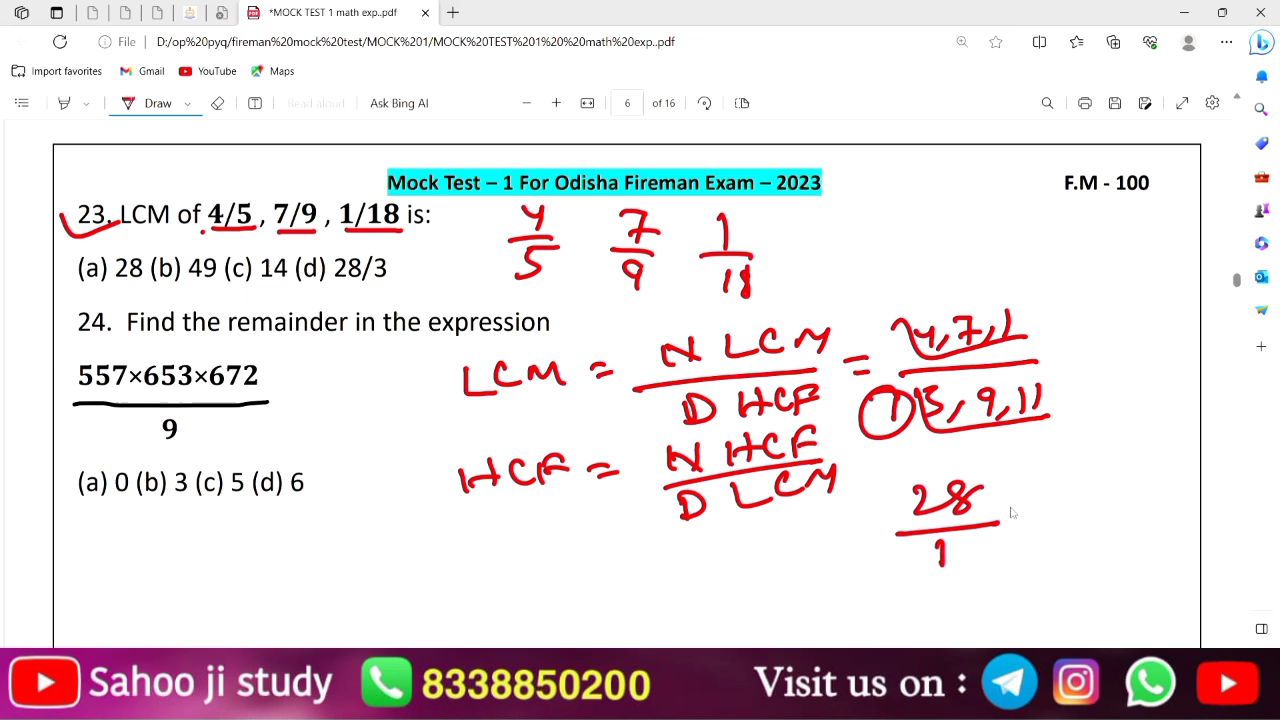 *MOCK TEST 1 math exp..pdf
File D:/op%20pyq/fireman%20mock%20test/MOCK%201/MOCK%20TEST%201%20%20math%20exp..pdf
Import favorites Gmail YouTube Maps
Draw Read aloud Ask Bing AI 6 of 16
Mock Test – 1 For Odisha Fireman Exam – 2023 F.M - 100
23. LCM of 4/5 , 7/9 , 1/18 is:
4/5 7/9 1/18
(a) 28 (b) 49 (c) 14 (d) 28/3
24. Find the remainder in the expression
557×653×672
9
(a) 0 (b) 3 (c) 5 (d) 6
LCM = N LCM / D HCF = 4, 7, 1 / 1) 5, 9, 11
HCF = N HCF / D LCM
28
1
Sahoo ji study 8338850200 Visit us on :